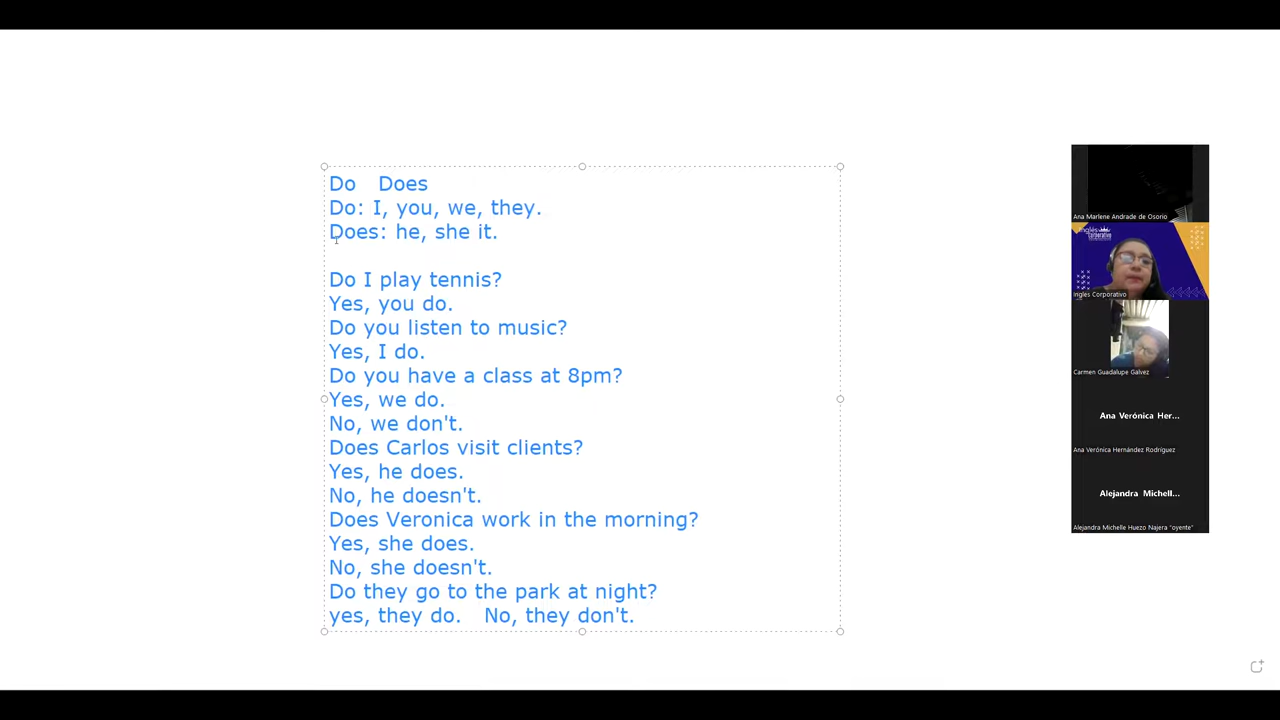 Do Does
Do: I, you, we, they.
Does: he, she it.
Do I play tennis?
Yes, you do.
Do you listen to music?
Yes, I do.
Do you have a class at 8pm?
Yes, we do.
No, we don't.
Does Carlos visit clients?
Yes, he does.
No, he doesn't.
Does Veronica work in the morning?
Yes, she does.
No, she doesn't.
Do they go to the park at night?
yes, they do. No, they don't.
Ana Marlene Andrade de Osorio
Inglés Corporativo
Inglés Corporativo
Carmen Guadalupe Galvez
Ana Verónica Her...
Ana Verónica Hernández Rodríguez
Alejandra Michell...
Alejandra Michelle Huezo Najera "oyente"